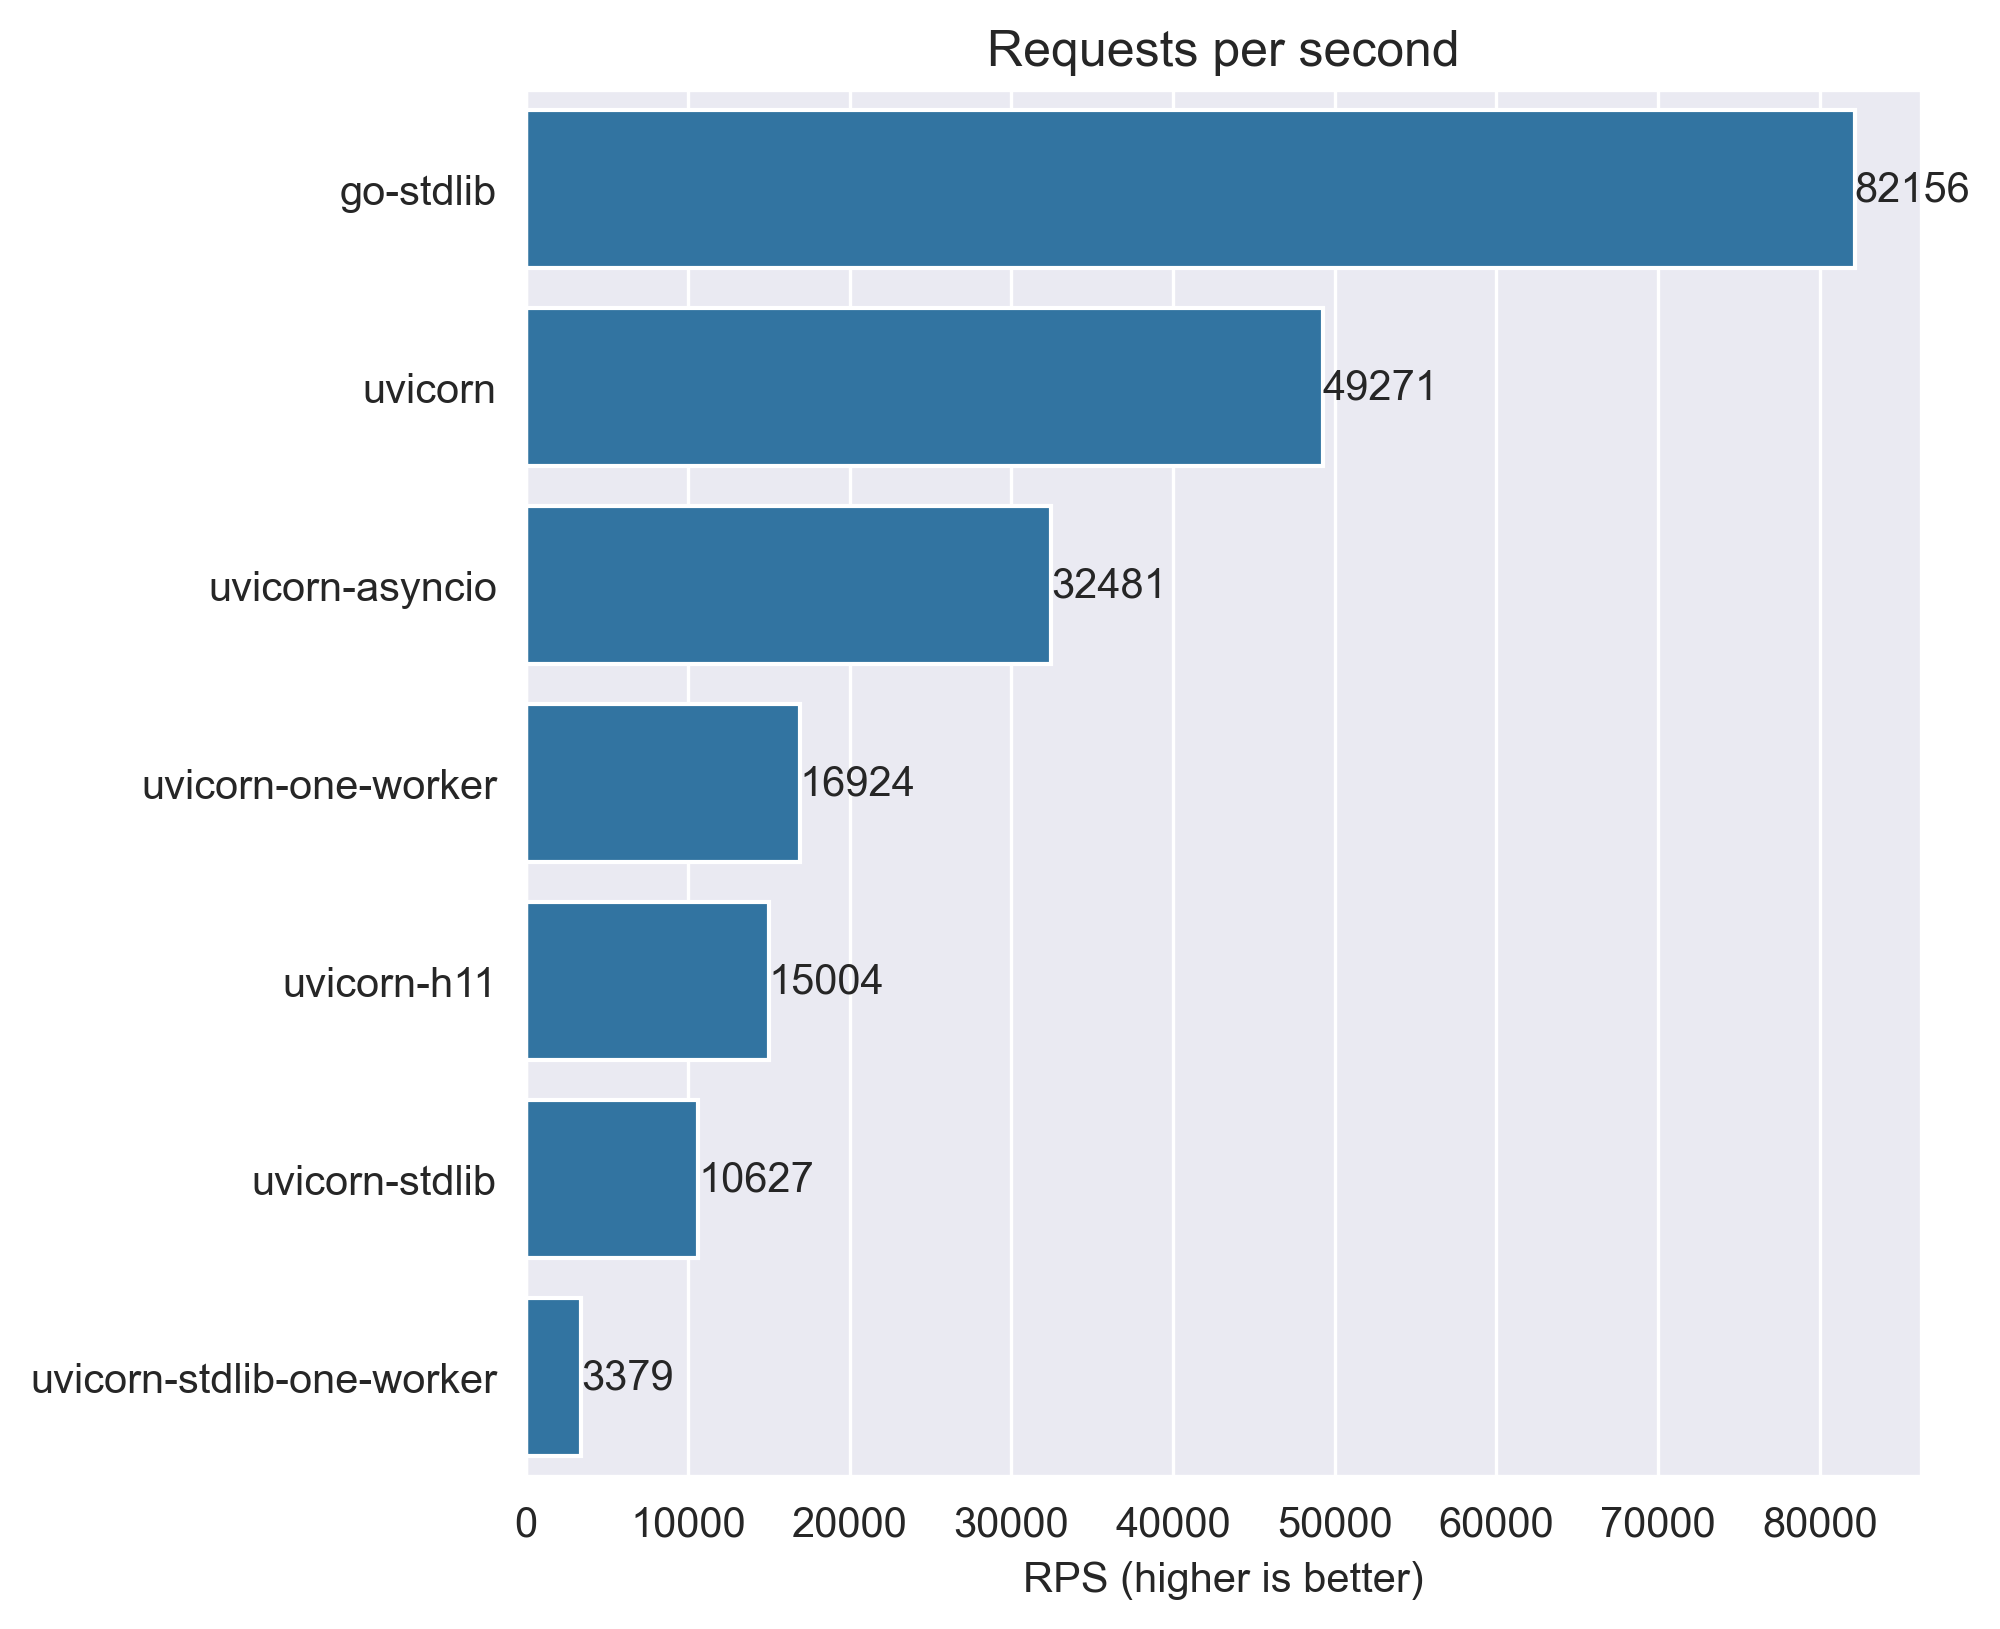 Requests per second
go-stdlib 82156
uvicorn 49271
uvicorn-asyncio 32481
uvicorn-one-worker 16924
uvicorn-h11 15004
uvicorn-stdlib 10627
uvicorn-stdlib-one-worker 3379
0 10000 20000 30000 40000 50000 60000 70000 80000
RPS (higher is better)